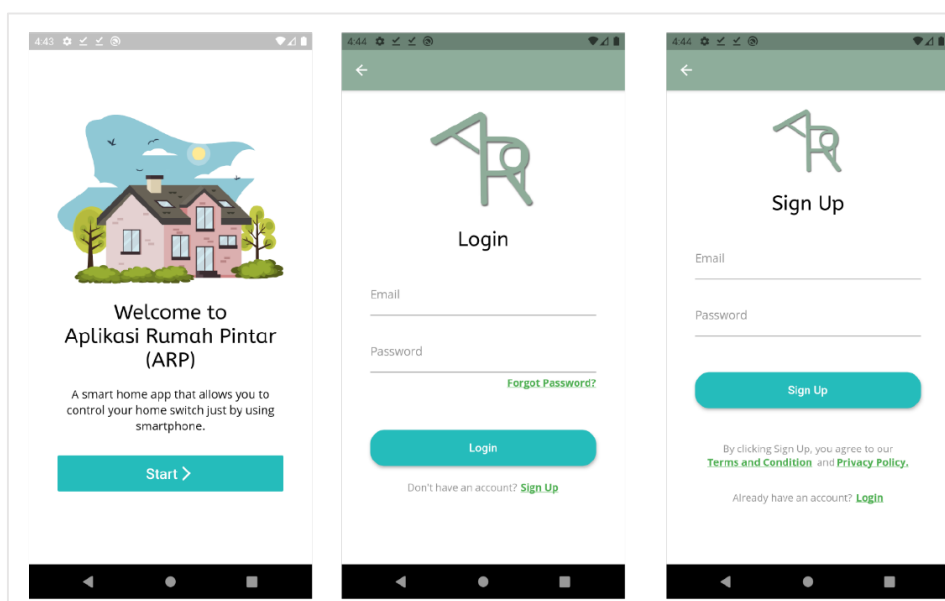 4:43
Welcome to
Aplikasi Rumah Pintar
(ARP)
A smart home app that allows you to
control your home switch just by using
smartphone.
Start
4:44
Login
Email
Password
Forgot Password?
Login
Don't have an account? Sign Up
4:44
Sign Up
Email
Password
Sign Up
By clicking Sign Up, you agree to our
Terms and Condition and Privacy Policy.
Already have an account? Login